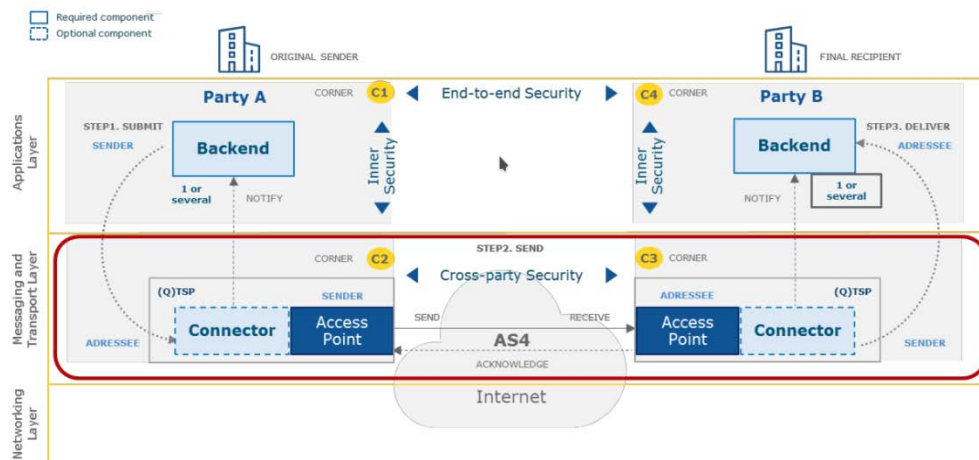 Required component
Optional component
ORIGINAL SENDER
FINAL RECIPIENT
Applications
Layer
Party A
CORNER
C1
End-to-end Security
C4
CORNER
Party B
STEP1. SUBMIT
SENDER
Backend
1 or
several
NOTIFY
Inner
Security
Inner
Security
Backend
STEP3. DELIVER
ADRESSEE
1 or
several
NOTIFY
Messaging and
Transport Layer
STEP2. SEND
CORNER
C2
Cross-party Security
C3
CORNER
(Q)TSP
SENDER
ADRESSEE
Connector
Access
Point
SEND
RECEIVE
AS4
ACKNOWLEDGE
Internet
ADRESSEE
(Q)TSP
Access
Point
Connector
SENDER
Networking
Layer